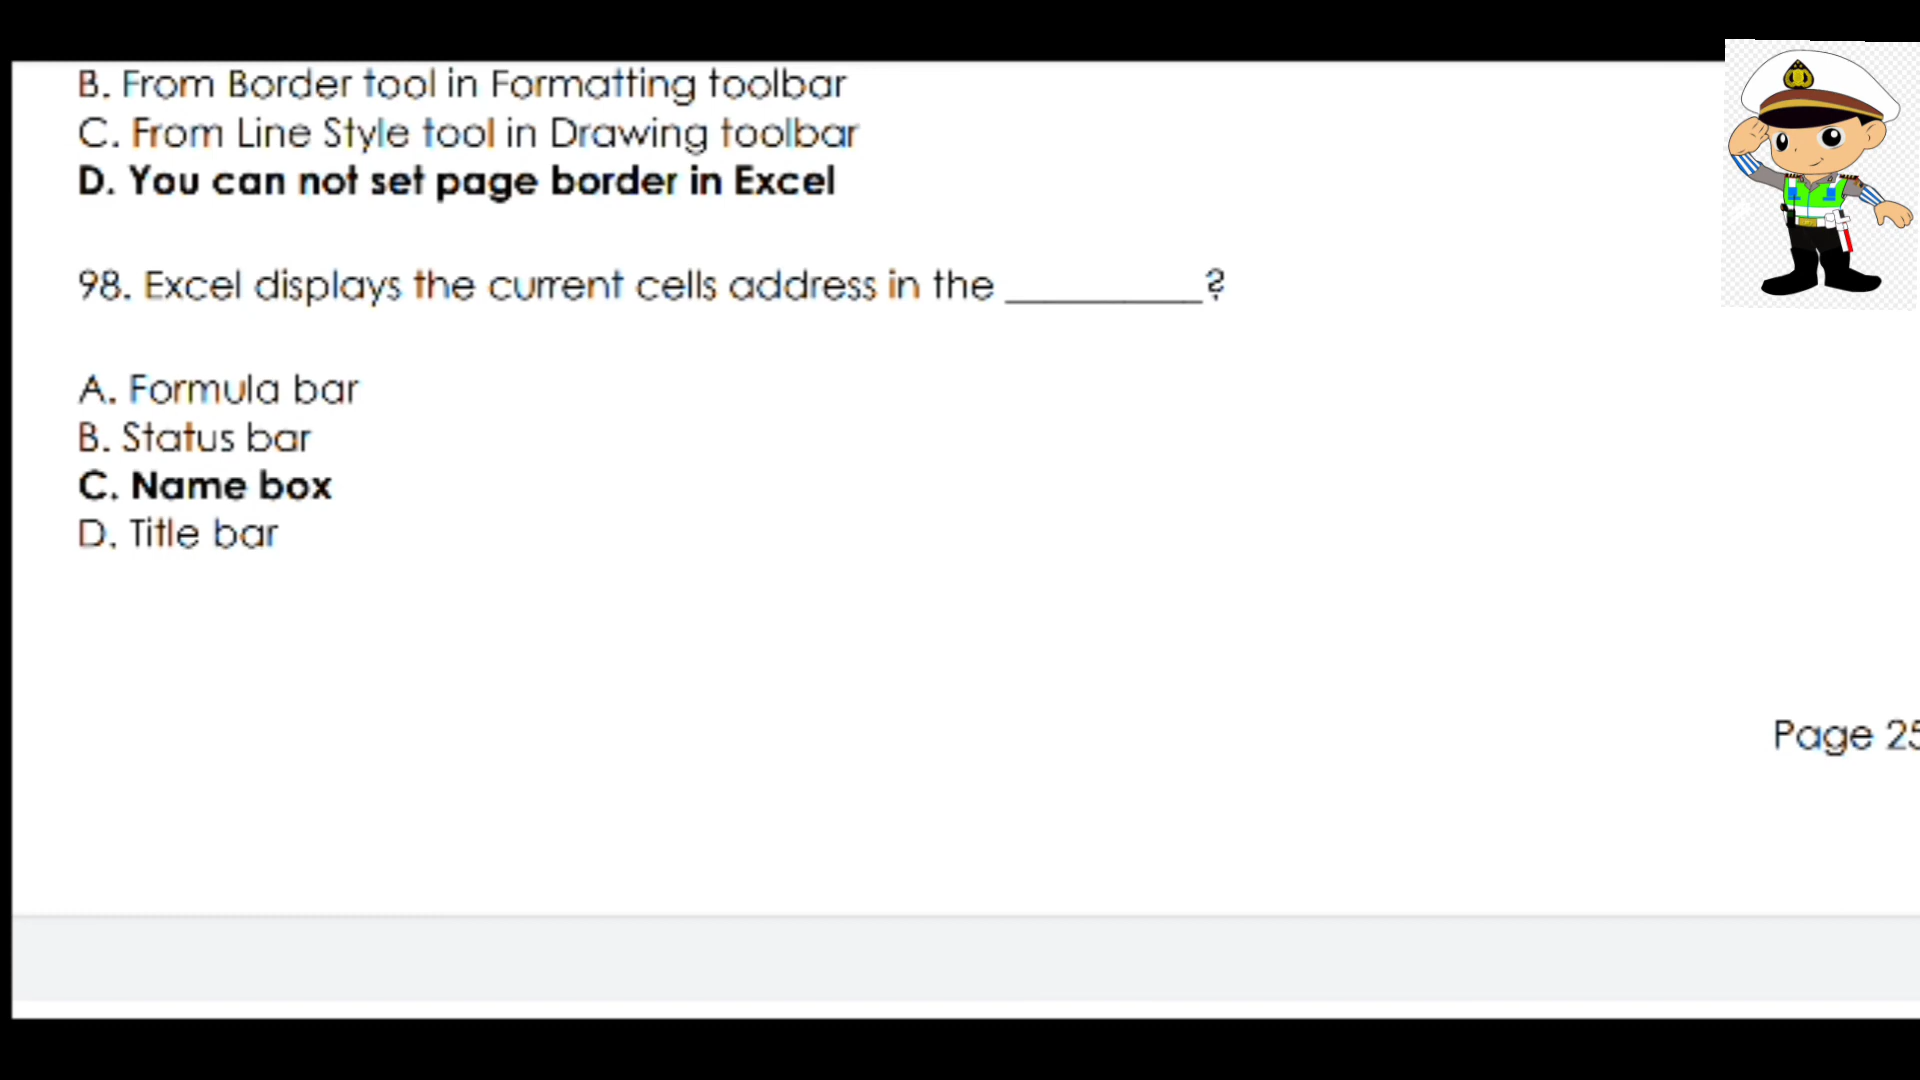 B. From Border tool in Formatting toolbar
C. From Line Style tool in Drawing toolbar
D. You can not set page border in Excel
98. Excel displays the current cells address in the __________?
A. Formula bar
B. Status bar
C. Name box
D. Title bar
Page 25